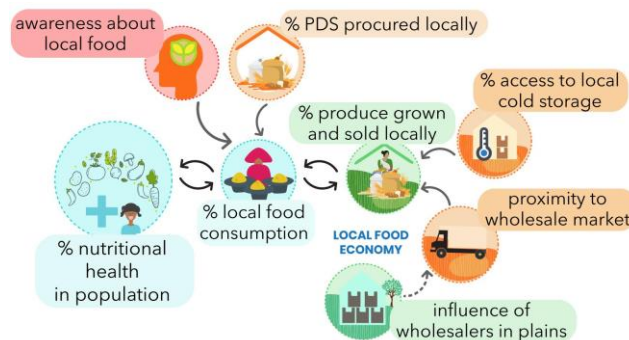 awareness about
local food
% PDS procured locally
% access to local
cold storage
% produce grown
and sold locally
proximity to
wholesale market
% local food
consumption
LOCAL FOOD
ECONOMY
% nutritional
health
in population
influence of
wholesalers in plains